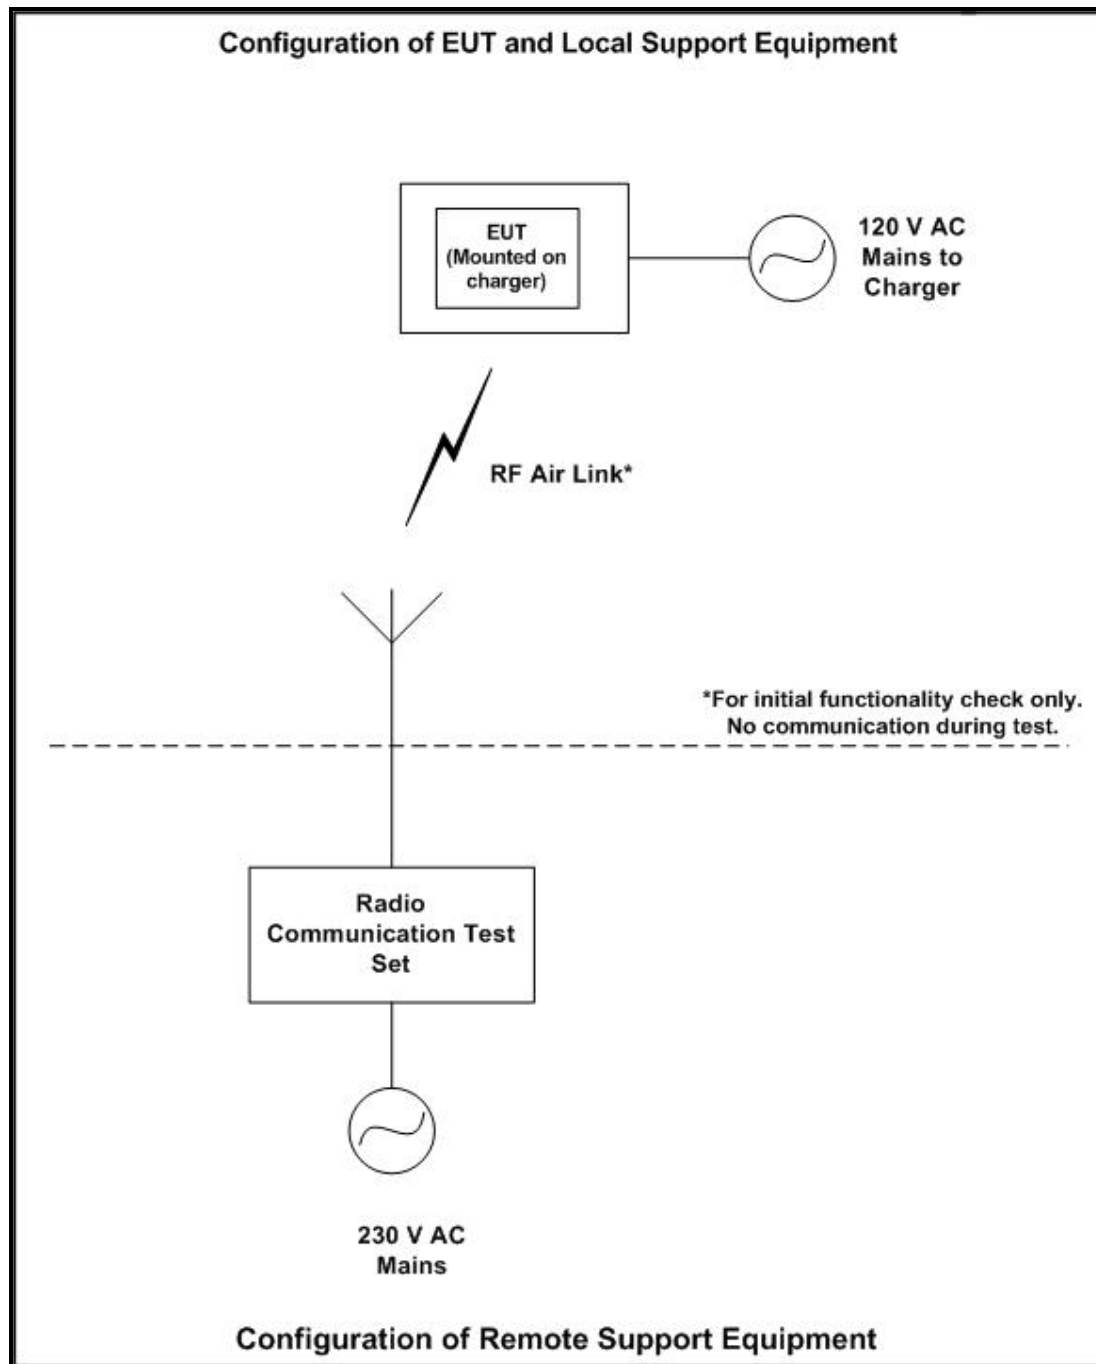 Configuration of EUT and Local Support Equipment
EUT
(Mounted on
charger)
120 V AC
Mains to
Charger
RF Air Link*
*For initial functionality check only.
No communication during test.
Radio
Communication Test
Set
230 V AC
Mains
Configuration of Remote Support Equipment